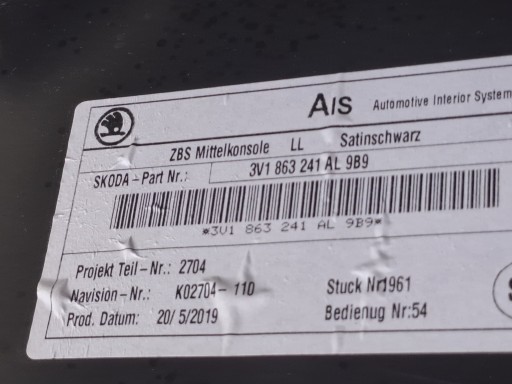 AIS Automotive Interior System
ZBS Mittelkonsole LL Satinschwarz
SKODA-Part Nr.: 3V1 863 241 AL 9B9
*3V1 863 241 AL 9B9*
Projekt Teil-Nr.: 2704
Navision-Nr.: K02704-110
Stuck Nr1961
Prod. Datum: 20/5/2019
Bedienug Nr:54